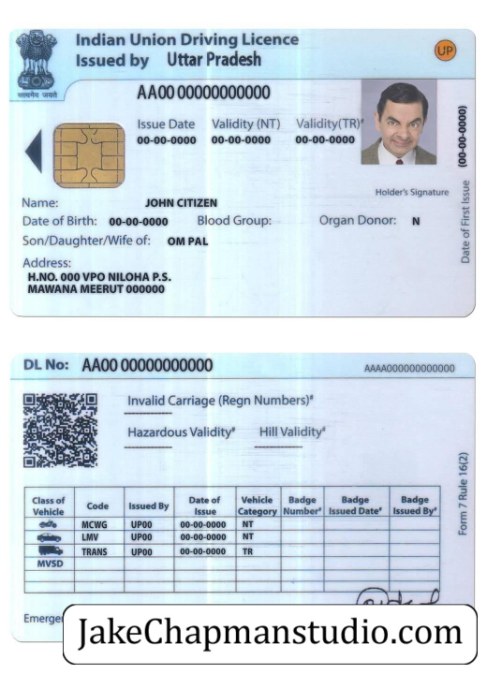 Indian Union Driving Licence
Issued by Uttar Pradesh
UP
सत्यमेव जयते
AA00 00000000000
Issue Date Validity (NT) Validity(TR)#
00-00-0000 00-00-0000 00-00-0000
Holder's Signature
Date of First Issue (00-00-0000)
Name: JOHN CITIZEN
Date of Birth: 00-00-0000 Blood Group: Organ Donor: N
Son/Daughter/Wife of: OM PAL
Address:
H.NO. 000 VPO NILOHA P.S.
MAWANA MEERUT 000000
DL No: AA00 00000000000 AAAA000000000000
Invalid Carriage (Regn Numbers)#
Hazardous Validity# Hill Validity#
Form 7 Rule 16(2)
Class of Vehicle Code Issued By Date of Issue Vehicle Category Badge Number# Badge Issued Date# Badge Issued By#
MCWG UP00 00-00-0000 NT
LMV UP00 00-00-0000 NT
TRANS UP00 00-00-0000 TR
MVSD
JakeChapmanstudio.com